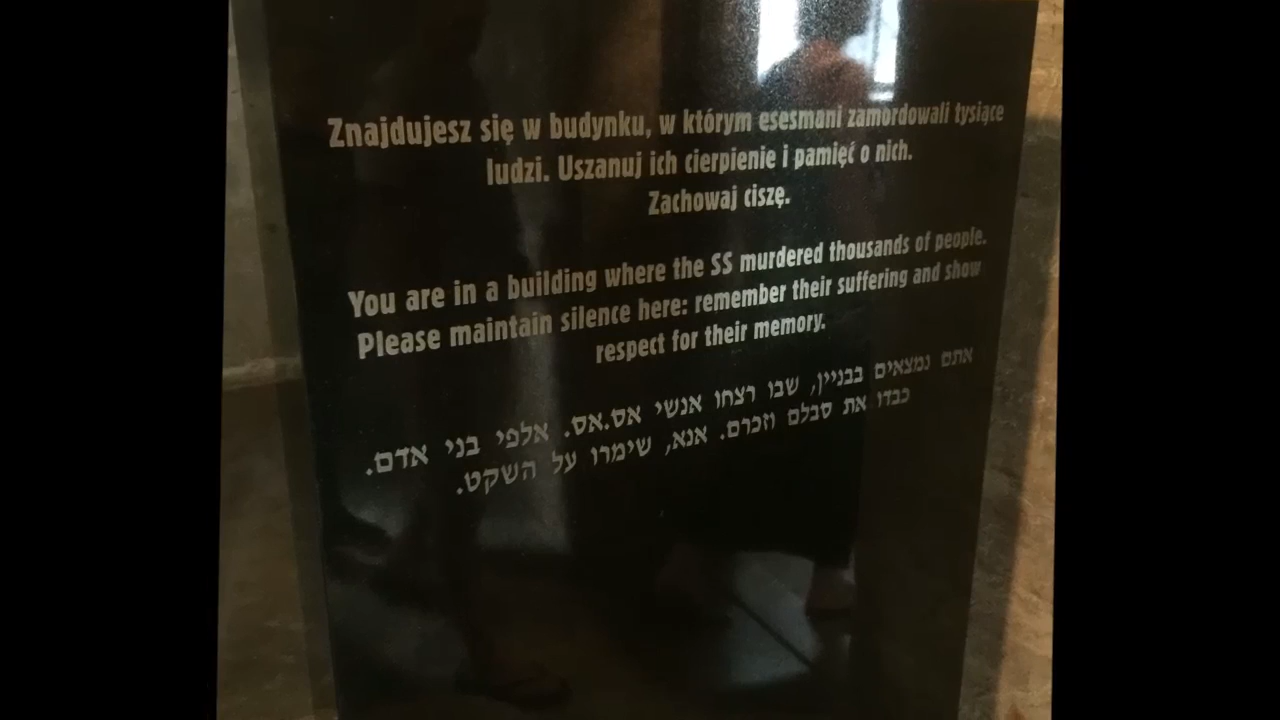 Znajdujesz się w budynku, w którym esesmani zamordowali tysiące
ludzi. Uszanuj ich cierpienie i pamięć o nich.
Zachowaj ciszę.
You are in a building where the SS murdered thousands of people.
Please maintain silence here: remember their suffering and show
respect for their memory.
אתם נמצאים בבניין, שבו רצחו אנשי אס.אס. אלפי בני אדם.
כבדו את סבלם וזכרם. אנא, שימרו על השקט.